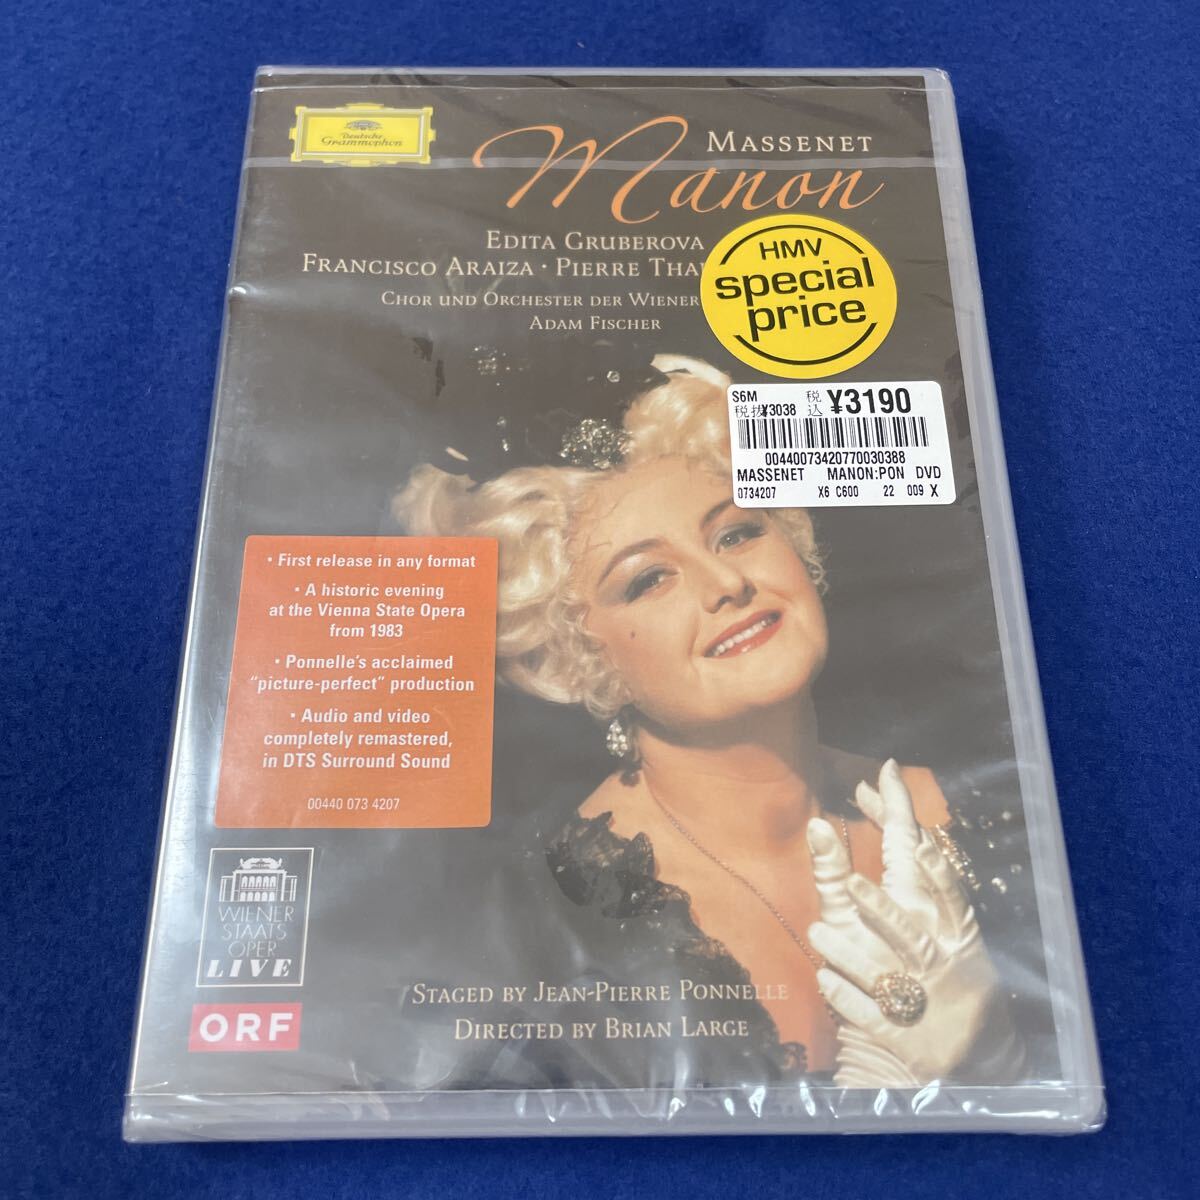 Deutsche
Grammophon
MASSENET
Manon
EDITA GRUBEROVA
FRANCISCO ARAIZA · PIERRE
CHOR UND ORCHESTER DER WIENER
ADAM FISCHER
HMV
special
price
S6M
税抜¥3038
税込
¥3190
00440073420770030388
MASSENET MANON:PON DVD
0734207 X6 C600 22 009 X
• First release in any format
• A historic evening
at the Vienna State Opera
from 1983
• Ponnelle's acclaimed
"picture-perfect" production
• Audio and video
completely remastered,
in DTS Surround Sound
00440 073 4207
WIENER
STAATS
OPER
LIVE
ORF
STAGED BY JEAN-PIERRE PONNELLE
DIRECTED BY BRIAN LARGE